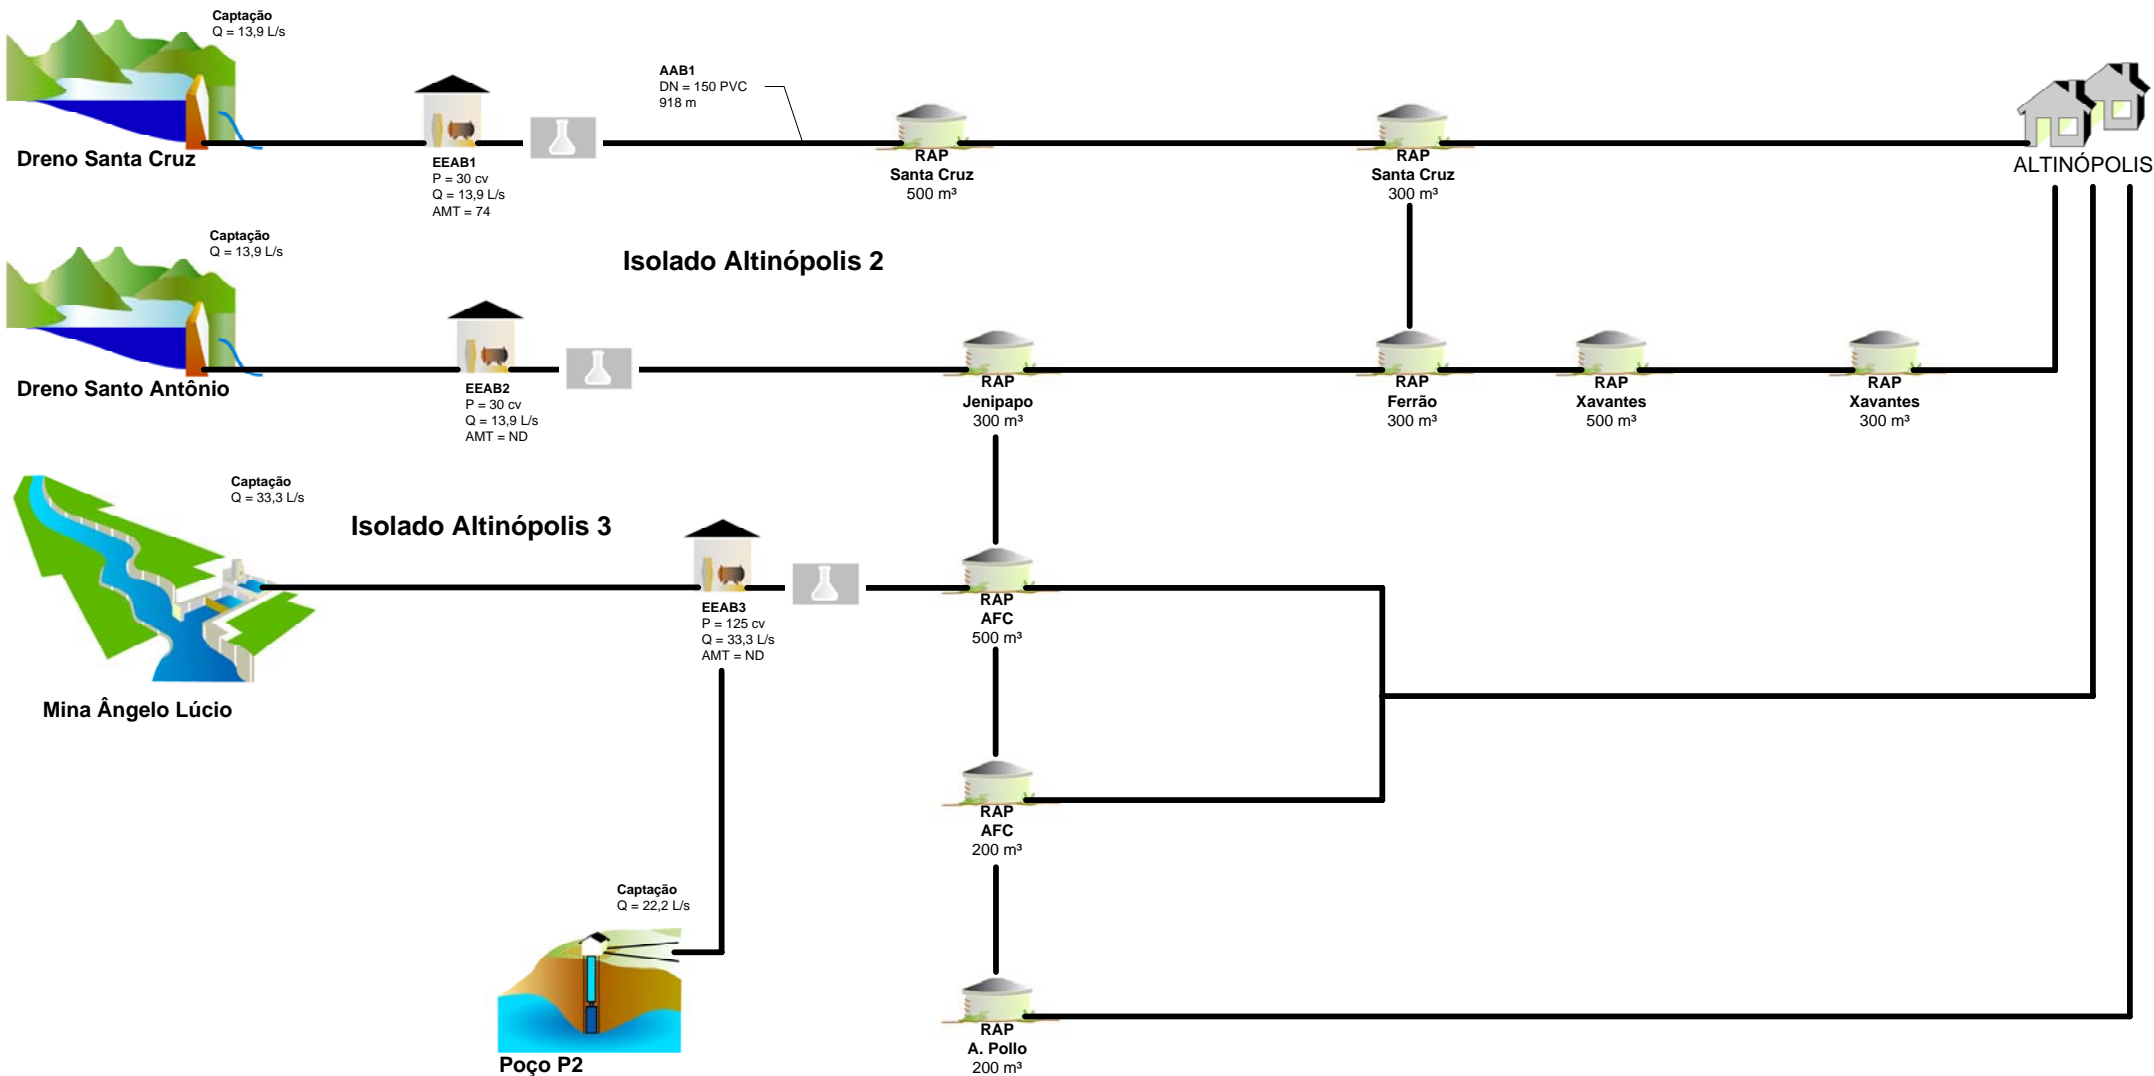 Captação
Q = 13,9 L/s
Dreno Santa Cruz
EEAB1
P = 30 cv
Q = 13,9 L/s
AMT = 74
AAB1
DN = 150 PVC
918 m
RAP
Santa Cruz
500 m³
RAP
Santa Cruz
300 m³
ALTINÓPOLIS
Isolado Altinópolis 2
Captação
Q = 13,9 L/s
Dreno Santo Antônio
EEAB2
P = 30 cv
Q = 13,9 L/s
AMT = ND
RAP
Jenipapo
300 m³
RAP
Ferrão
300 m³
RAP
Xavantes
500 m³
RAP
Xavantes
300 m³
Captação
Q = 33,3 L/s
Isolado Altinópolis 3
Mina Ângelo Lúcio
EEAB3
P = 125 cv
Q = 33,3 L/s
AMT = ND
RAP
AFC
500 m³
RAP
AFC
200 m³
Captação
Q = 22,2 L/s
Poço P2
RAP
A. Pollo
200 m³